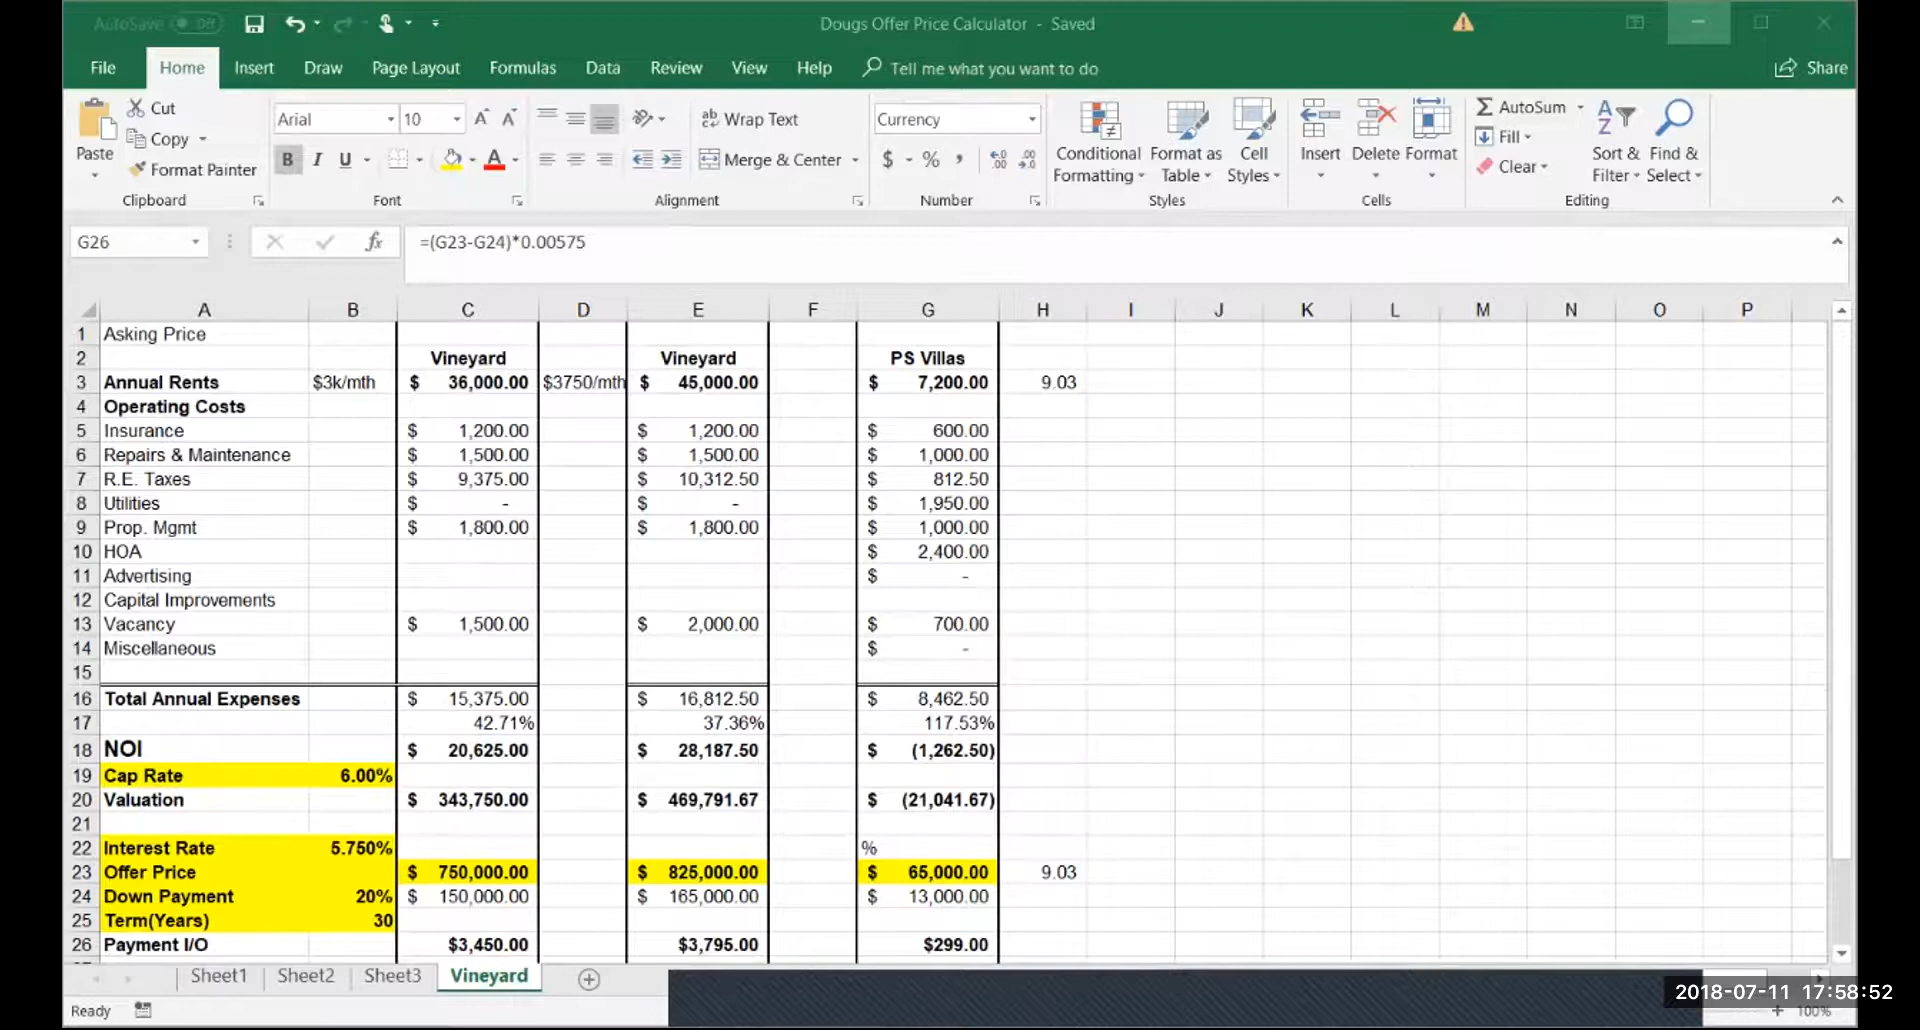 AutoSave Off Dougs Offer Price Calculator - Saved
File Home Insert Draw Page Layout Formulas Data Review View Help Tell me what you want to do Share
Paste Cut Copy Format Painter Clipboard
Arial 10 A A B I U A Font
Wrap Text Merge & Center Alignment
Currency $ % , .00 Number
Conditional Formatting Format as Table Cell Styles Styles
Insert Delete Format Cells
AutoSum Fill Clear Sort & Filter Find & Select Editing
G26 fx =(G23-G24)*0.00575
A B C D E F G H I J K L M N O P
1 Asking Price
2 Vineyard Vineyard PS Villas
3 Annual Rents $3k/mth $ 36,000.00 $3750/mth $ 45,000.00 $ 7,200.00 9.03
4 Operating Costs
5 Insurance $ 1,200.00 $ 1,200.00 $ 600.00
6 Repairs & Maintenance $ 1,500.00 $ 1,500.00 $ 1,000.00
7 R.E. Taxes $ 9,375.00 $ 10,312.50 $ 812.50
8 Utilities $ - $ - $ 1,950.00
9 Prop. Mgmt $ 1,800.00 $ 1,800.00 $ 1,000.00
10 HOA $ 2,400.00
11 Advertising $ -
12 Capital Improvements
13 Vacancy $ 1,500.00 $ 2,000.00 $ 700.00
14 Miscellaneous $ -
15
16 Total Annual Expenses $ 15,375.00 $ 16,812.50 $ 8,462.50
17 42.71% 37.36% 117.53%
18 NOI $ 20,625.00 $ 28,187.50 $ (1,262.50)
19 Cap Rate 6.00%
20 Valuation $ 343,750.00 $ 469,791.67 $ (21,041.67)
21
22 Interest Rate 5.750% %
23 Offer Price $ 750,000.00 $ 825,000.00 $ 65,000.00 9.03
24 Down Payment 20% $ 150,000.00 $ 165,000.00 $ 13,000.00
25 Term(Years) 30
26 Payment I/O $3,450.00 $3,795.00 $299.00
Sheet1 Sheet2 Sheet3 Vineyard
2018-07-11 17:58:52
Ready 100%